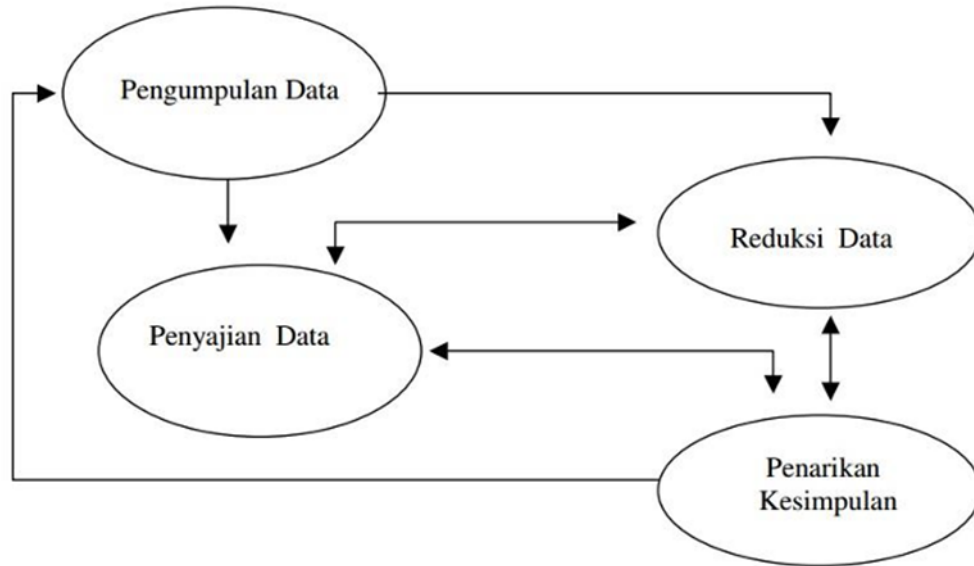 Pengumpulan Data
Reduksi Data
Penyajian Data
Penarikan
Kesimpulan